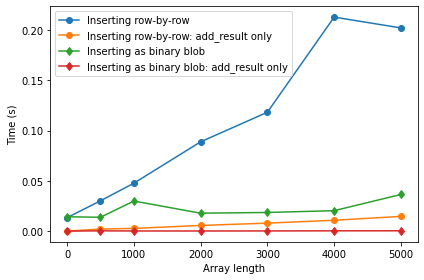 Inserting row-by-row
Inserting row-by-row: add_result only
Inserting as binary blob
Inserting as binary blob: add_result only
0.20
0.15
0.10
0.05
0.00
Time (s)
0 1000 2000 3000 4000 5000
Array length